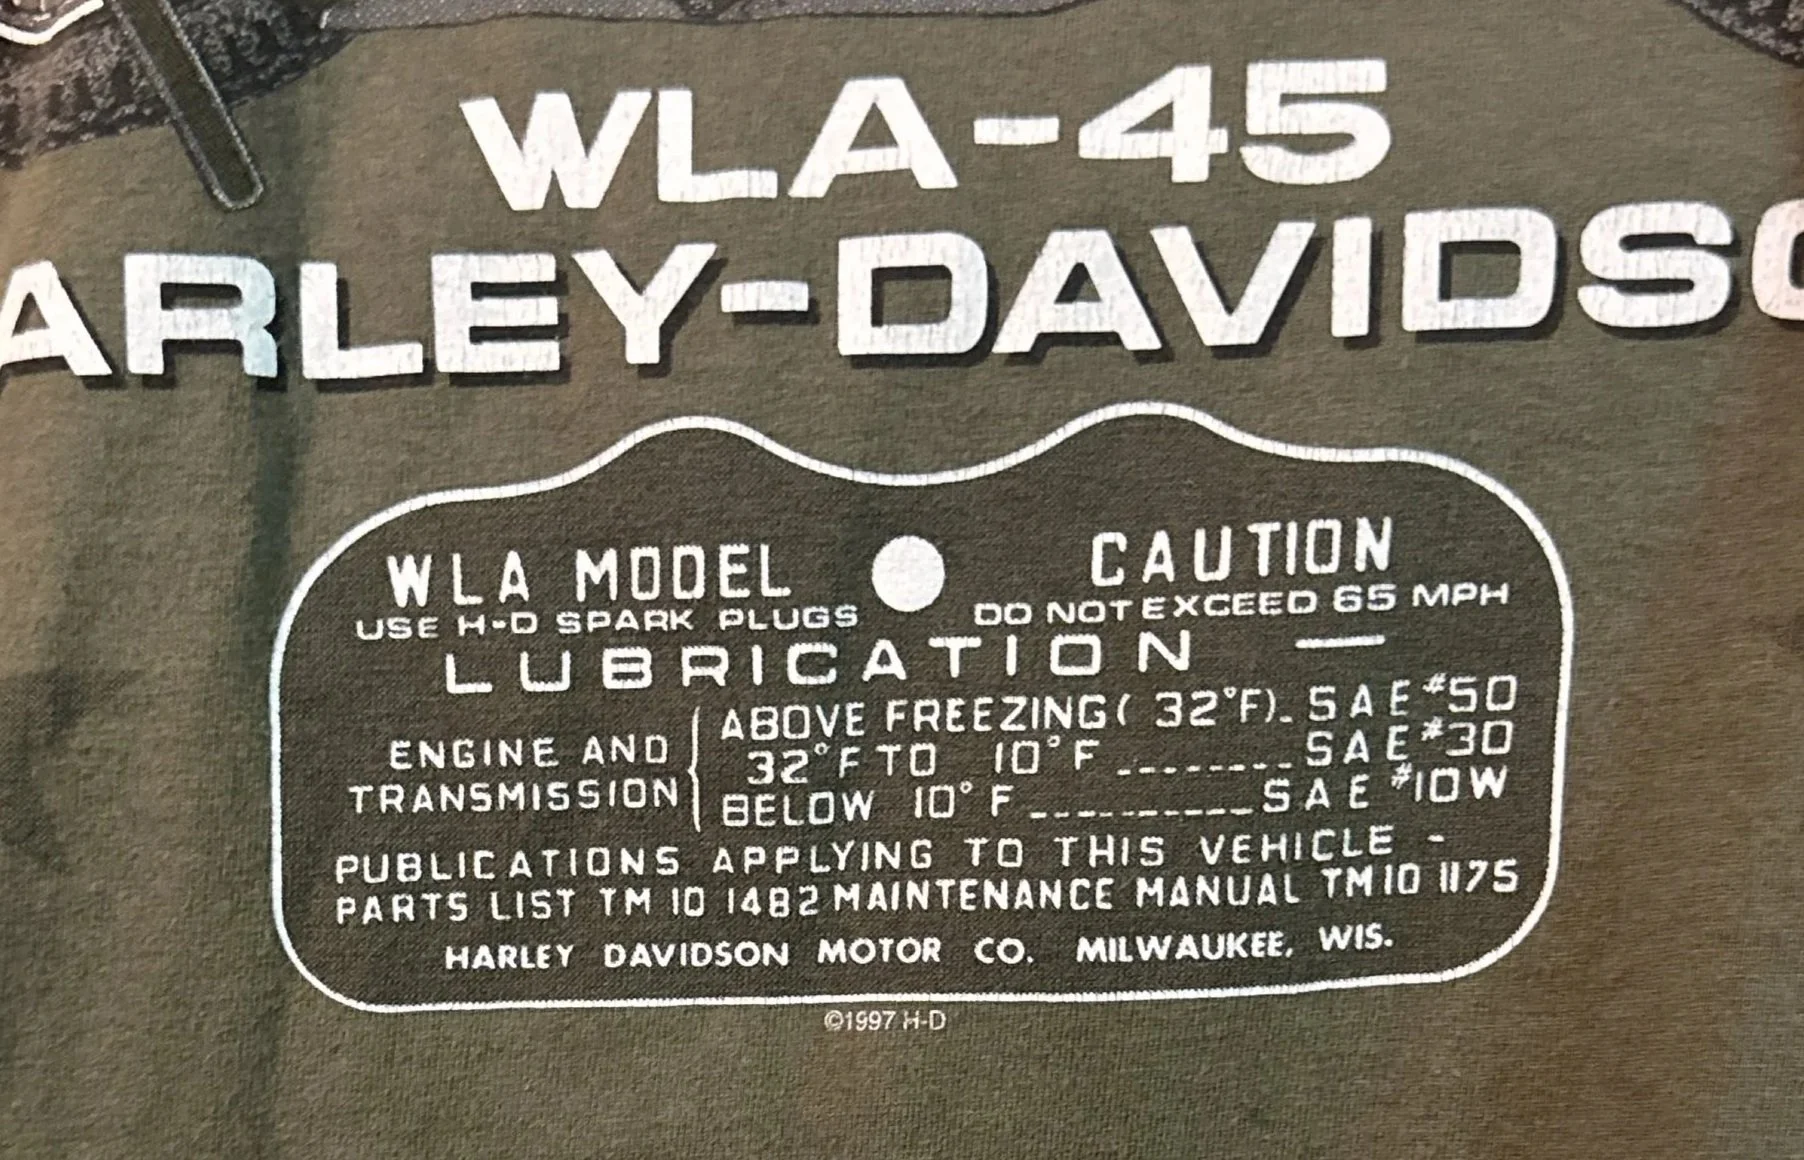 WLA-45
ARLEY-DAVIDSO
WLA MODEL
USE H-D SPARK PLUGS
CAUTION
DO NOT EXCEED 65 MPH
LUBRICATION —
ENGINE AND
TRANSMISSION
ABOVE FREEZING ( 32°F)_ SAE #50
32°F TO 10°F ________ SAE #30
BELOW 10°F __________ SAE #10W
PUBLICATIONS APPLYING TO THIS VEHICLE -
PARTS LIST TM 10 1482 MAINTENANCE MANUAL TM 10 1175
HARLEY DAVIDSON MOTOR CO. MILWAUKEE, WIS.
©1997 H-D